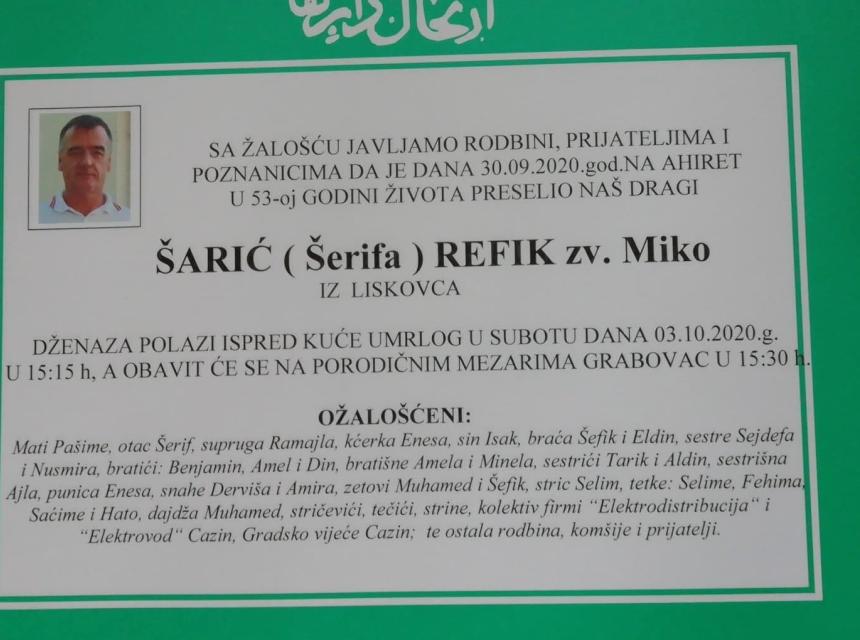 SA ŽALOŠĆU JAVLJAMO RODBINI, PRIJATELJIMA I
POZNANICIMA DA JE DANA 30.09.2020.god.NA AHIRET
U 53-oj GODINI ŽIVOTA PRESELIO NAŠ DRAGI
ŠARIĆ ( Šerifa ) REFIK zv. Miko
IZ LISKOVCA
DŽENAZA POLAZI ISPRED KUĆE UMRLOG U SUBOTU DANA 03.10.2020.g.
U 15:15 h, A OBAVIT ĆE SE NA PORODIČNIM MEZARIMA GRABOVAC U 15:30 h.
OŽALOŠĆENI:
Mati Pašime, otac Šerif, supruga Ramajla, kćerka Enesa, sin Isak, braća Šefik i Eldin, sestre Sejdefa
i Nusmira, bratići: Benjamin, Amel i Din, bratišne Amela i Minela, sestrići Tarik i Aldin, sestrišna
Ajla, punica Enesa, snahe Derviša i Amira, zetovi Muhamed i Šefik, stric Selim, tetke: Selime, Fehima,
Saćime i Hato, dajdža Muhamed, stričevići, tečići, strine, kolektiv firmi “Elektrodistribucija“ i
“Elektrovod“ Cazin, Gradsko vijeće Cazin; te ostala rodbina, komšije i prijatelji.